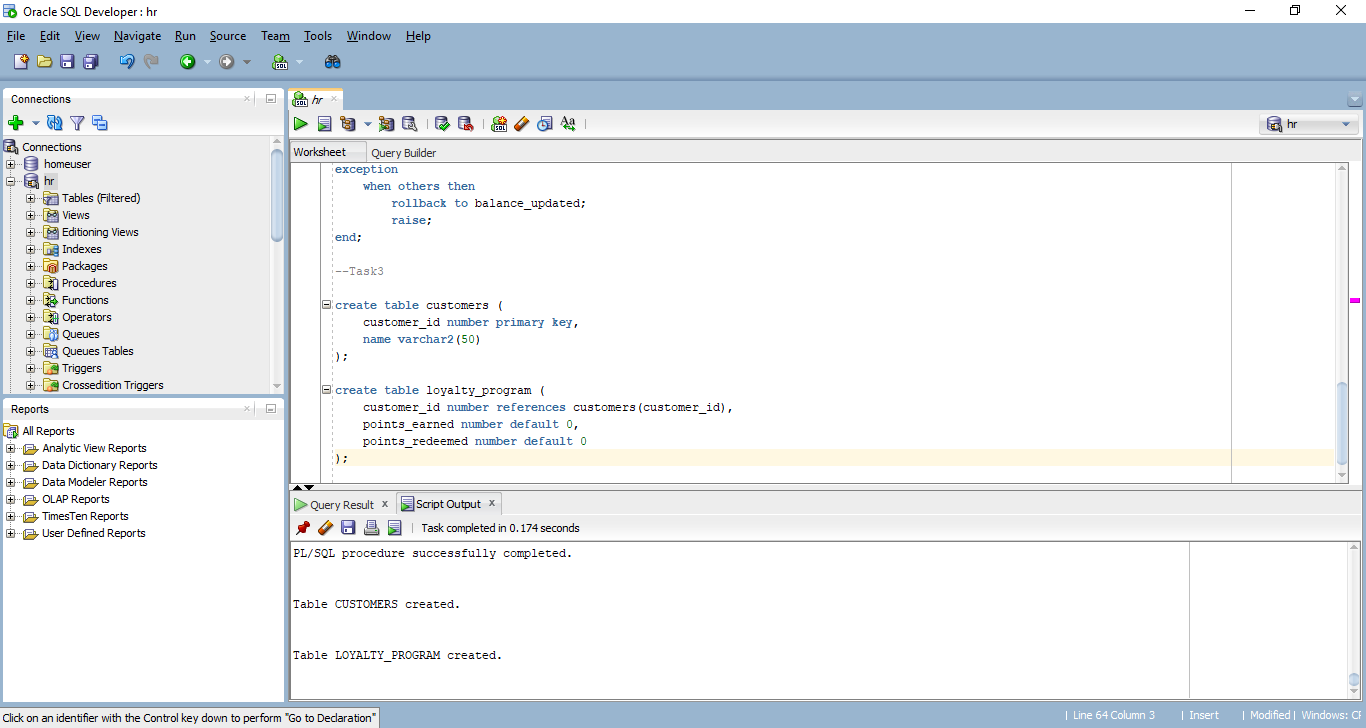 Oracle SQL Developer : hr
File Edit View Navigate Run Source Team Tools Window Help
Connections
Connections
homeuser
hr
Tables (Filtered)
Views
Editioning Views
Indexes
Packages
Procedures
Functions
Operators
Queues
Queues Tables
Triggers
Crossedition Triggers
Reports
All Reports
Analytic View Reports
Data Dictionary Reports
Data Modeler Reports
OLAP Reports
TimesTen Reports
User Defined Reports
hr
hr
Worksheet Query Builder
exception
when others then
rollback to balance_updated;
raise;
end;
--Task3
create table customers (
customer_id number primary key,
name varchar2(50)
);
create table loyalty_program (
customer_id number references customers(customer_id),
points_earned number default 0,
points_redeemed number default 0
);
Query Result x Script Output x
Task completed in 0.174 seconds
PL/SQL procedure successfully completed.
Table CUSTOMERS created.
Table LOYALTY_PROGRAM created.
Click on an identifier with the Control key down to perform "Go to Declaration"
| Line 64 Column 3 | Insert | Modified | Windows: CF